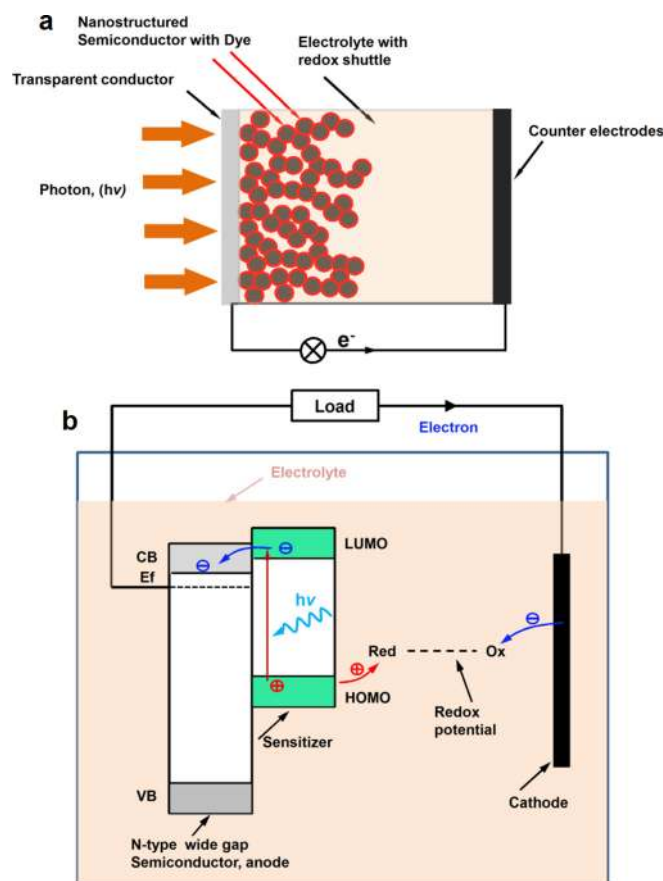 a
Nanostructured
Semiconductor with Dye
Electrolyte with
redox shuttle
Transparent conductor
Counter electrodes
Photon, (hν)
e⁻
b
Load
Electron
Electrolyte
CB
LUMO
Ef
hν
Red
Ox
HOMO
Redox
potential
Sensitizer
VB
Cathode
N-type wide gap
Semiconductor, anode